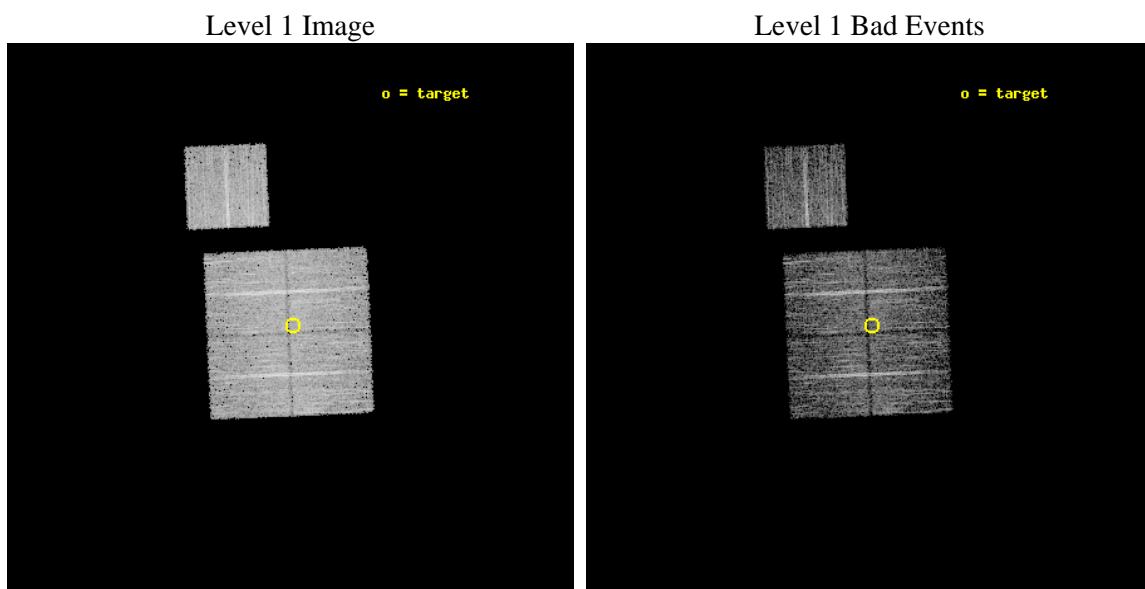 Level 1 Image
Level 1 Bad Events
o = target
o = target